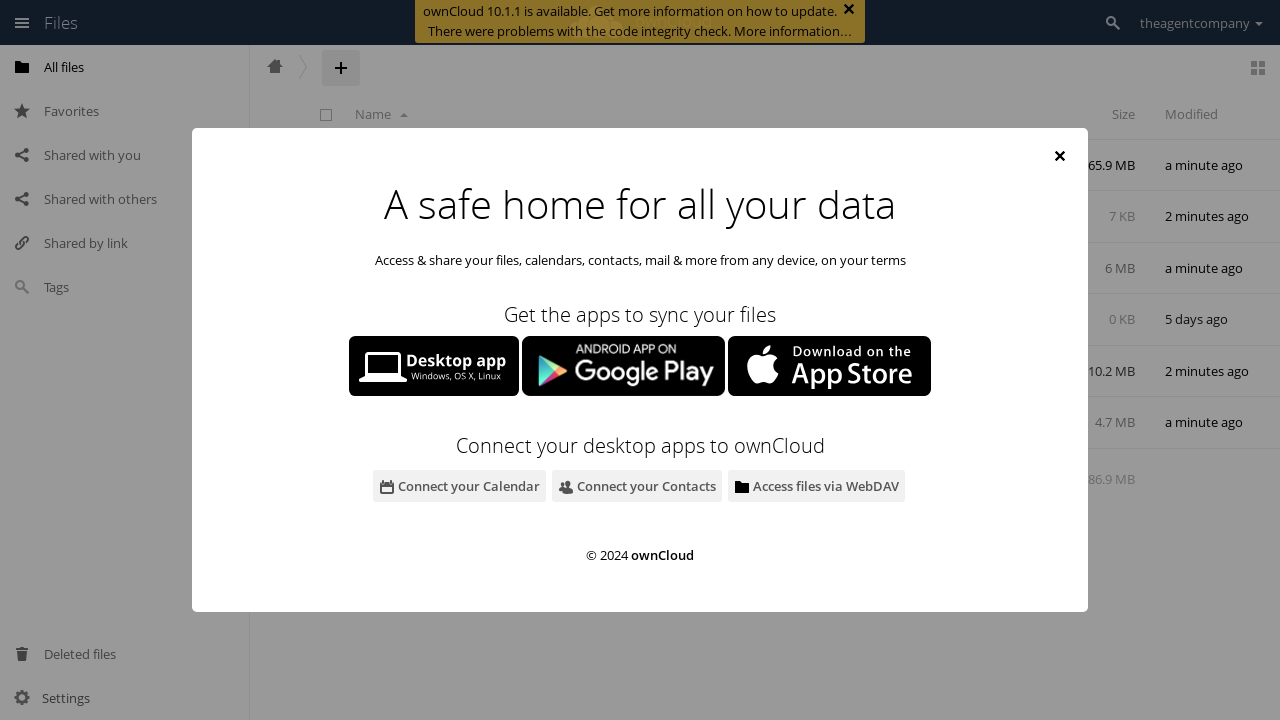 Files
ownCloud 10.1.1 is available. Get more information on how to update.
There were problems with the code integrity check. More information…
theagentcompany
All files
Favorites
Shared with you
Shared with others
Shared by link
Tags
Deleted files
Settings
Name
Size
Modified
65.9 MB
a minute ago
7 KB
2 minutes ago
6 MB
a minute ago
0 KB
5 days ago
10.2 MB
2 minutes ago
4.7 MB
a minute ago
86.9 MB
A safe home for all your data
Access & share your files, calendars, contacts, mail & more from any device, on your terms
Get the apps to sync your files
Desktop app
Windows, OS X, Linux
ANDROID APP ON
Google Play
Download on the
App Store
Connect your desktop apps to ownCloud
Connect your Calendar
Connect your Contacts
Access files via WebDAV
© 2024 ownCloud